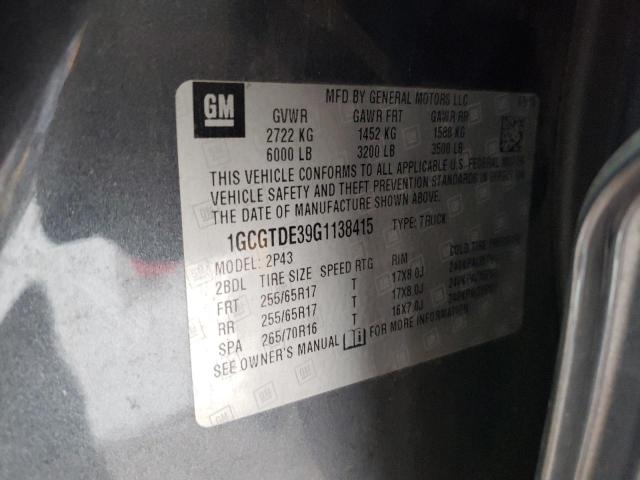 GM
MFD BY GENERAL MOTORS LLC
GVWR GAWR FRT GAWR RR
2722 KG 1452 KG 1588 KG
6000 LB 3200 LB 3500 LB
THIS VEHICLE CONFORMS TO ALL APPLICABLE U.S. FEDERAL MOTOR
VEHICLE SAFETY AND THEFT PREVENTION STANDARDS IN EFFECT ON
THE DATE OF MANUFACTURE SHOWN ABOVE.
1GCGTDE39G1138415 TYPE: TRUCK
MODEL: 2P43
2BDL TIRE SIZE SPEED RTG RIM COLD TIRE
FRT 255/65R17 T 17X8.0J
RR 255/65R17 T 17X8.0J
SPA 265/70R16 T 16X7.0J
SEE OWNER'S MANUAL FOR MORE INFORMATION